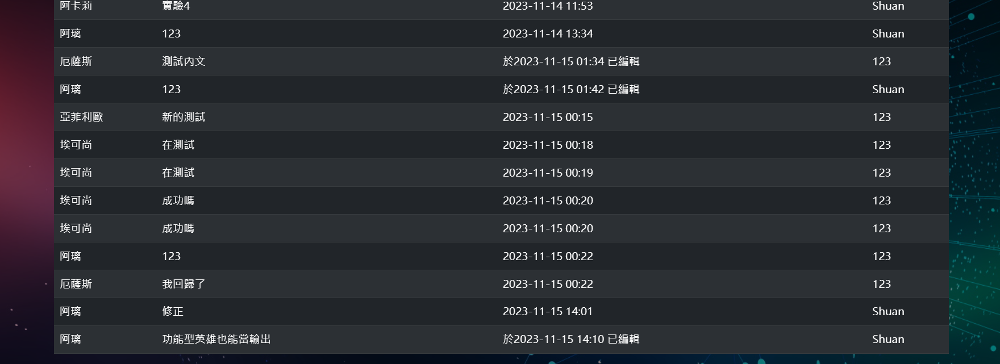 阿卡莉 實驗4 2023-11-14 11:53 Shuan
阿璃 123 2023-11-14 13:34 Shuan
厄薩斯 測試內文 於2023-11-15 01:34 已編輯 123
阿璃 123 於2023-11-15 01:42 已編輯 Shuan
亞菲利歐 新的測試 2023-11-15 00:15 123
埃可尚 在測試 2023-11-15 00:18 123
埃可尚 在測試 2023-11-15 00:19 123
埃可尚 成功嗎 2023-11-15 00:20 123
埃可尚 成功嗎 2023-11-15 00:20 123
阿璃 123 2023-11-15 00:22 123
厄薩斯 我回歸了 2023-11-15 00:22 123
阿璃 修正 2023-11-15 14:01 Shuan
阿璃 功能型英雄也能當輸出 於2023-11-15 14:10 已編輯 Shuan